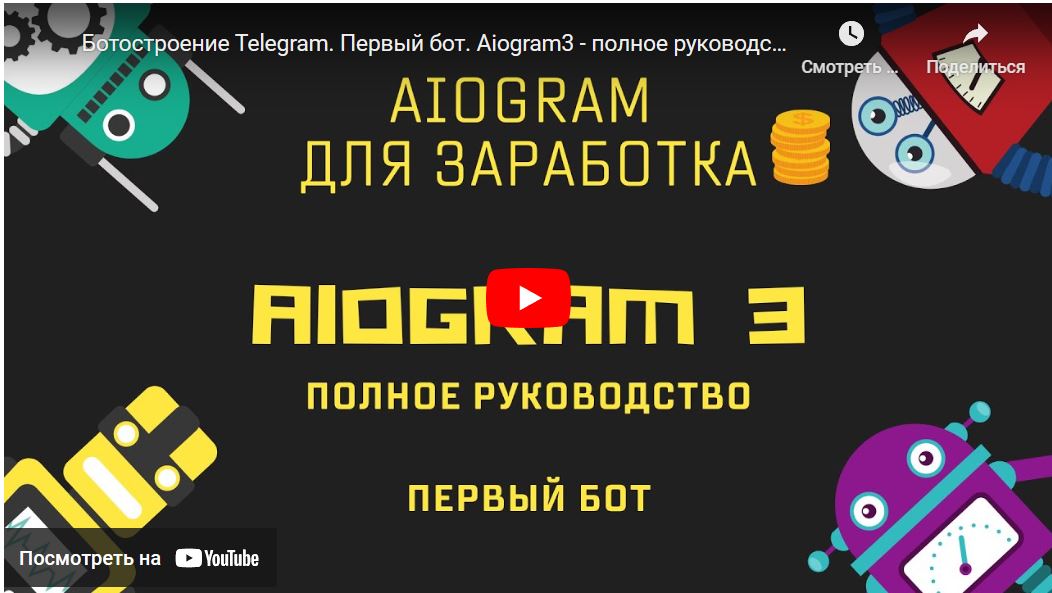 Ботостроение Telegram. Первый бот. Aiogram3 - полное руководс...
Смотреть ...
Поделиться
AIOGRAM
ДЛЯ ЗАРАБОТКА
AIOGRAM 3
ПОЛНОЕ РУКОВОДСТВО
ПЕРВЫЙ БОТ
Посмотреть на YouTube